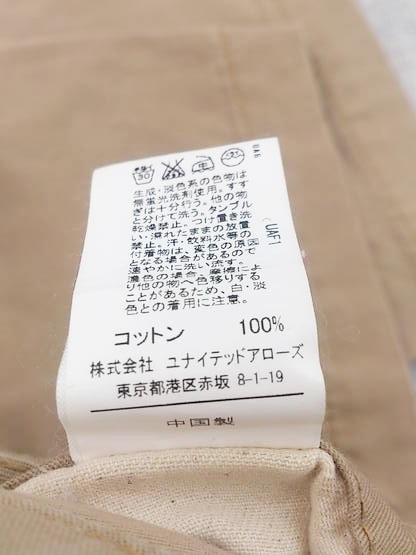 生成・淡色系の色物は
無蛍光洗剤使用。すす
ぎは十分行う。他の物
と分けて洗う。タンブル
乾燥禁止。つけ置き洗
い・濡れたままの放置
禁止。汗・飲料水等の
付着物は、変色の原因
となる場合があるので
速やかに洗い流す。
濃色の場合、摩擦によ
り他の物へ色移りする
ことがあるため、白・淡
色との着用に注意。
コットン 100%
株式会社 ユナイテッドアローズ
東京都港区赤坂 8-1-19
中国製
UA6
(UAF1
30